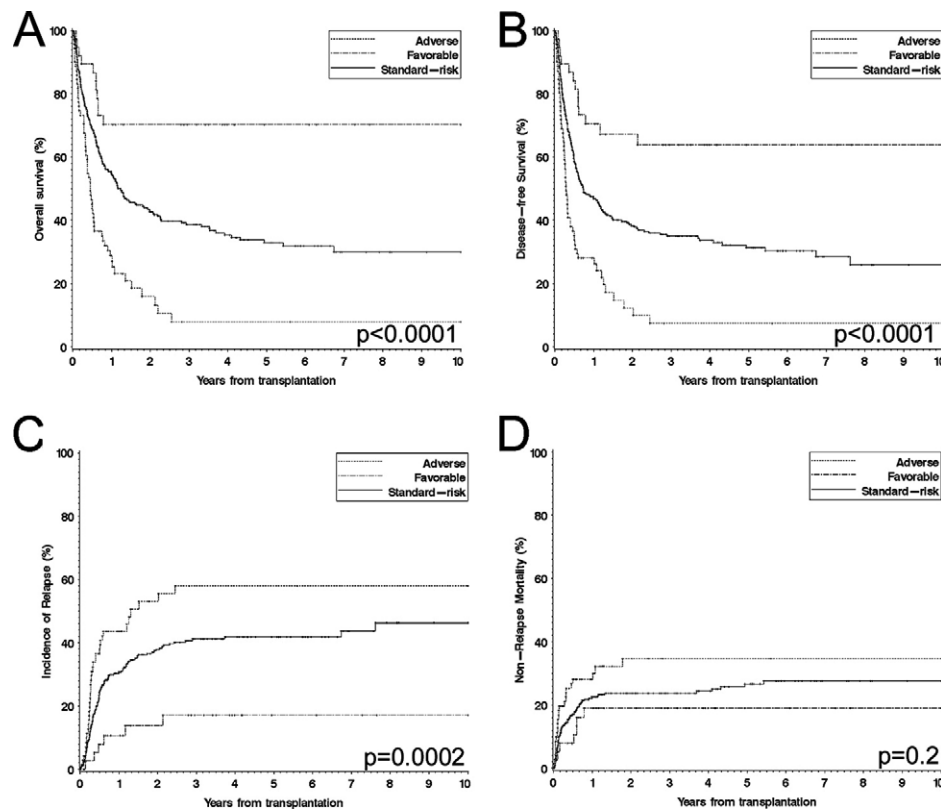 A
Adverse
Favorable
Standard-risk
Overall survival (%)
100
80
60
40
20
0
p<0.0001
0 1 2 3 4 5 6 7 8 9 10
Years from transplantation
B
Adverse
Favorable
Standard-risk
Disease-free Survival (%)
100
80
60
40
20
0
p<0.0001
0 1 2 3 4 5 6 7 8 9 10
Years from transplantation
C
Adverse
Favorable
Standard-risk
Incidence of Relapse (%)
100
80
60
40
20
0
p=0.0002
0 1 2 3 4 5 6 7 8 9 10
Years from transplantation
D
Adverse
Favorable
Standard-risk
Non-Relapse Mortality (%)
100
80
60
40
20
0
p=0.2
0 1 2 3 4 5 6 7 8 9 10
Years from transplantation